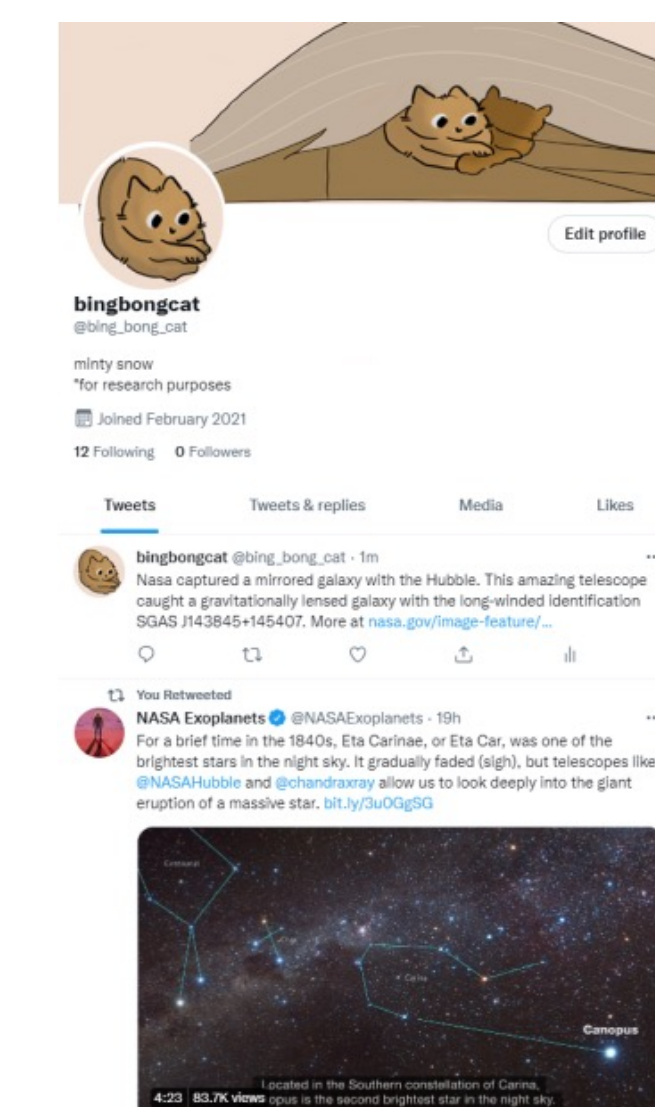 Edit profile
bingbongcat
@bing_bong_cat
minty snow
*for research purposes
Joined February 2021
12 Following 0 Followers
Tweets Tweets & replies Media Likes
bingbongcat @bing_bong_cat · 1m
Nasa captured a mirrored galaxy with the Hubble. This amazing telescope
caught a gravitationally lensed galaxy with the long-winded identification
SGAS J143845+145407. More at nasa.gov/image-feature/...
You Retweeted
NASA Exoplanets @NASAExoplanets · 19h
For a brief time in the 1840s, Eta Carinae, or Eta Car, was one of the
brightest stars in the night sky. It gradually faded (sigh), but telescopes like
@NASAHubble and @chandraxray allow us to look deeply into the giant
eruption of a massive star. bit.ly/3u0GgSG
Carina
Canopus
Located in the Southern constellation of Carina,
4:23 83.7K views opus is the second brightest star in the night sky.